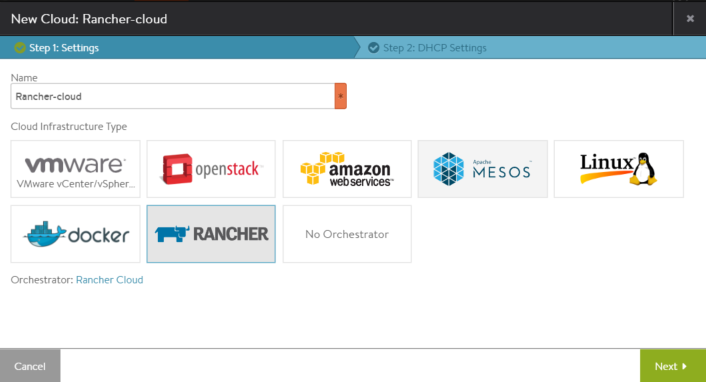 New Cloud: Rancher-cloud
Step 1: Settings
Step 2: DHCP Settings
Name
Rancher-cloud
Cloud Infrastructure Type
vmware
VMware vCenter/vSpher...
openstack
amazon
web services
Apache
MESOS
Linux
docker
RANCHER
No Orchestrator
Orchestrator: Rancher Cloud
Cancel
Next